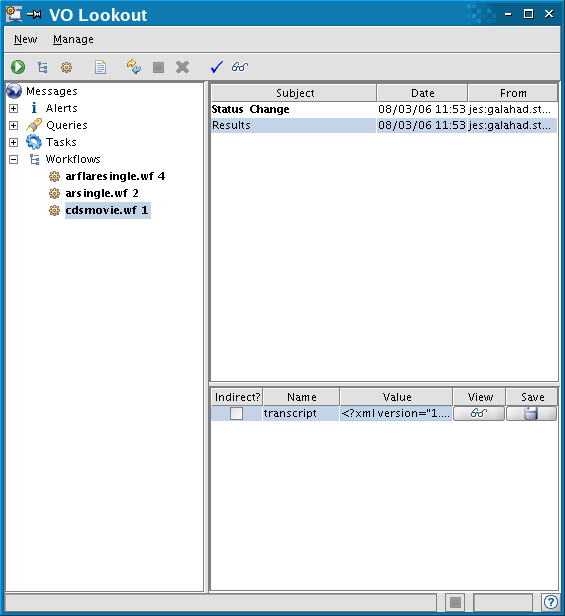 VO Lookout
New Manage
Messages
Alerts
Queries
Tasks
Workflows
arflaresingle.wf 4
arsingle.wf 2
cdsmovie.wf 1
Subject Date From
Status Change 08/03/06 11:53 jes:galahad.st...
Results 08/03/06 11:53 jes:galahad.st...
Indirect? Name Value View Save
transcript <?xml version="1....